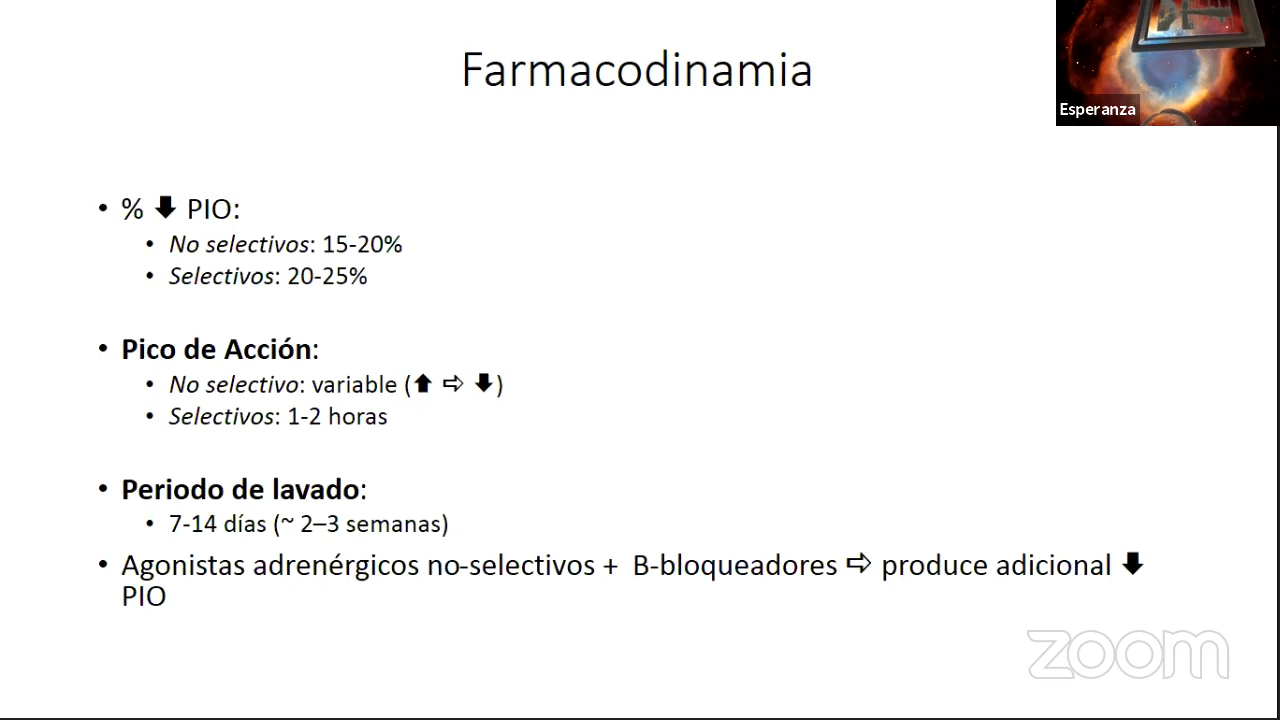 Farmacodinamia
Esperanza
• % ⬇ PIO:
• No selectivos: 15-20%
• Selectivos: 20-25%
• Pico de Acción:
• No selectivo: variable (⬆ ⇨ ⬇)
• Selectivos: 1-2 horas
• Periodo de lavado:
• 7-14 días (~ 2–3 semanas)
• Agonistas adrenérgicos no-selectivos + B-bloqueadores ⇨ produce adicional ⬇
PIO
zoom